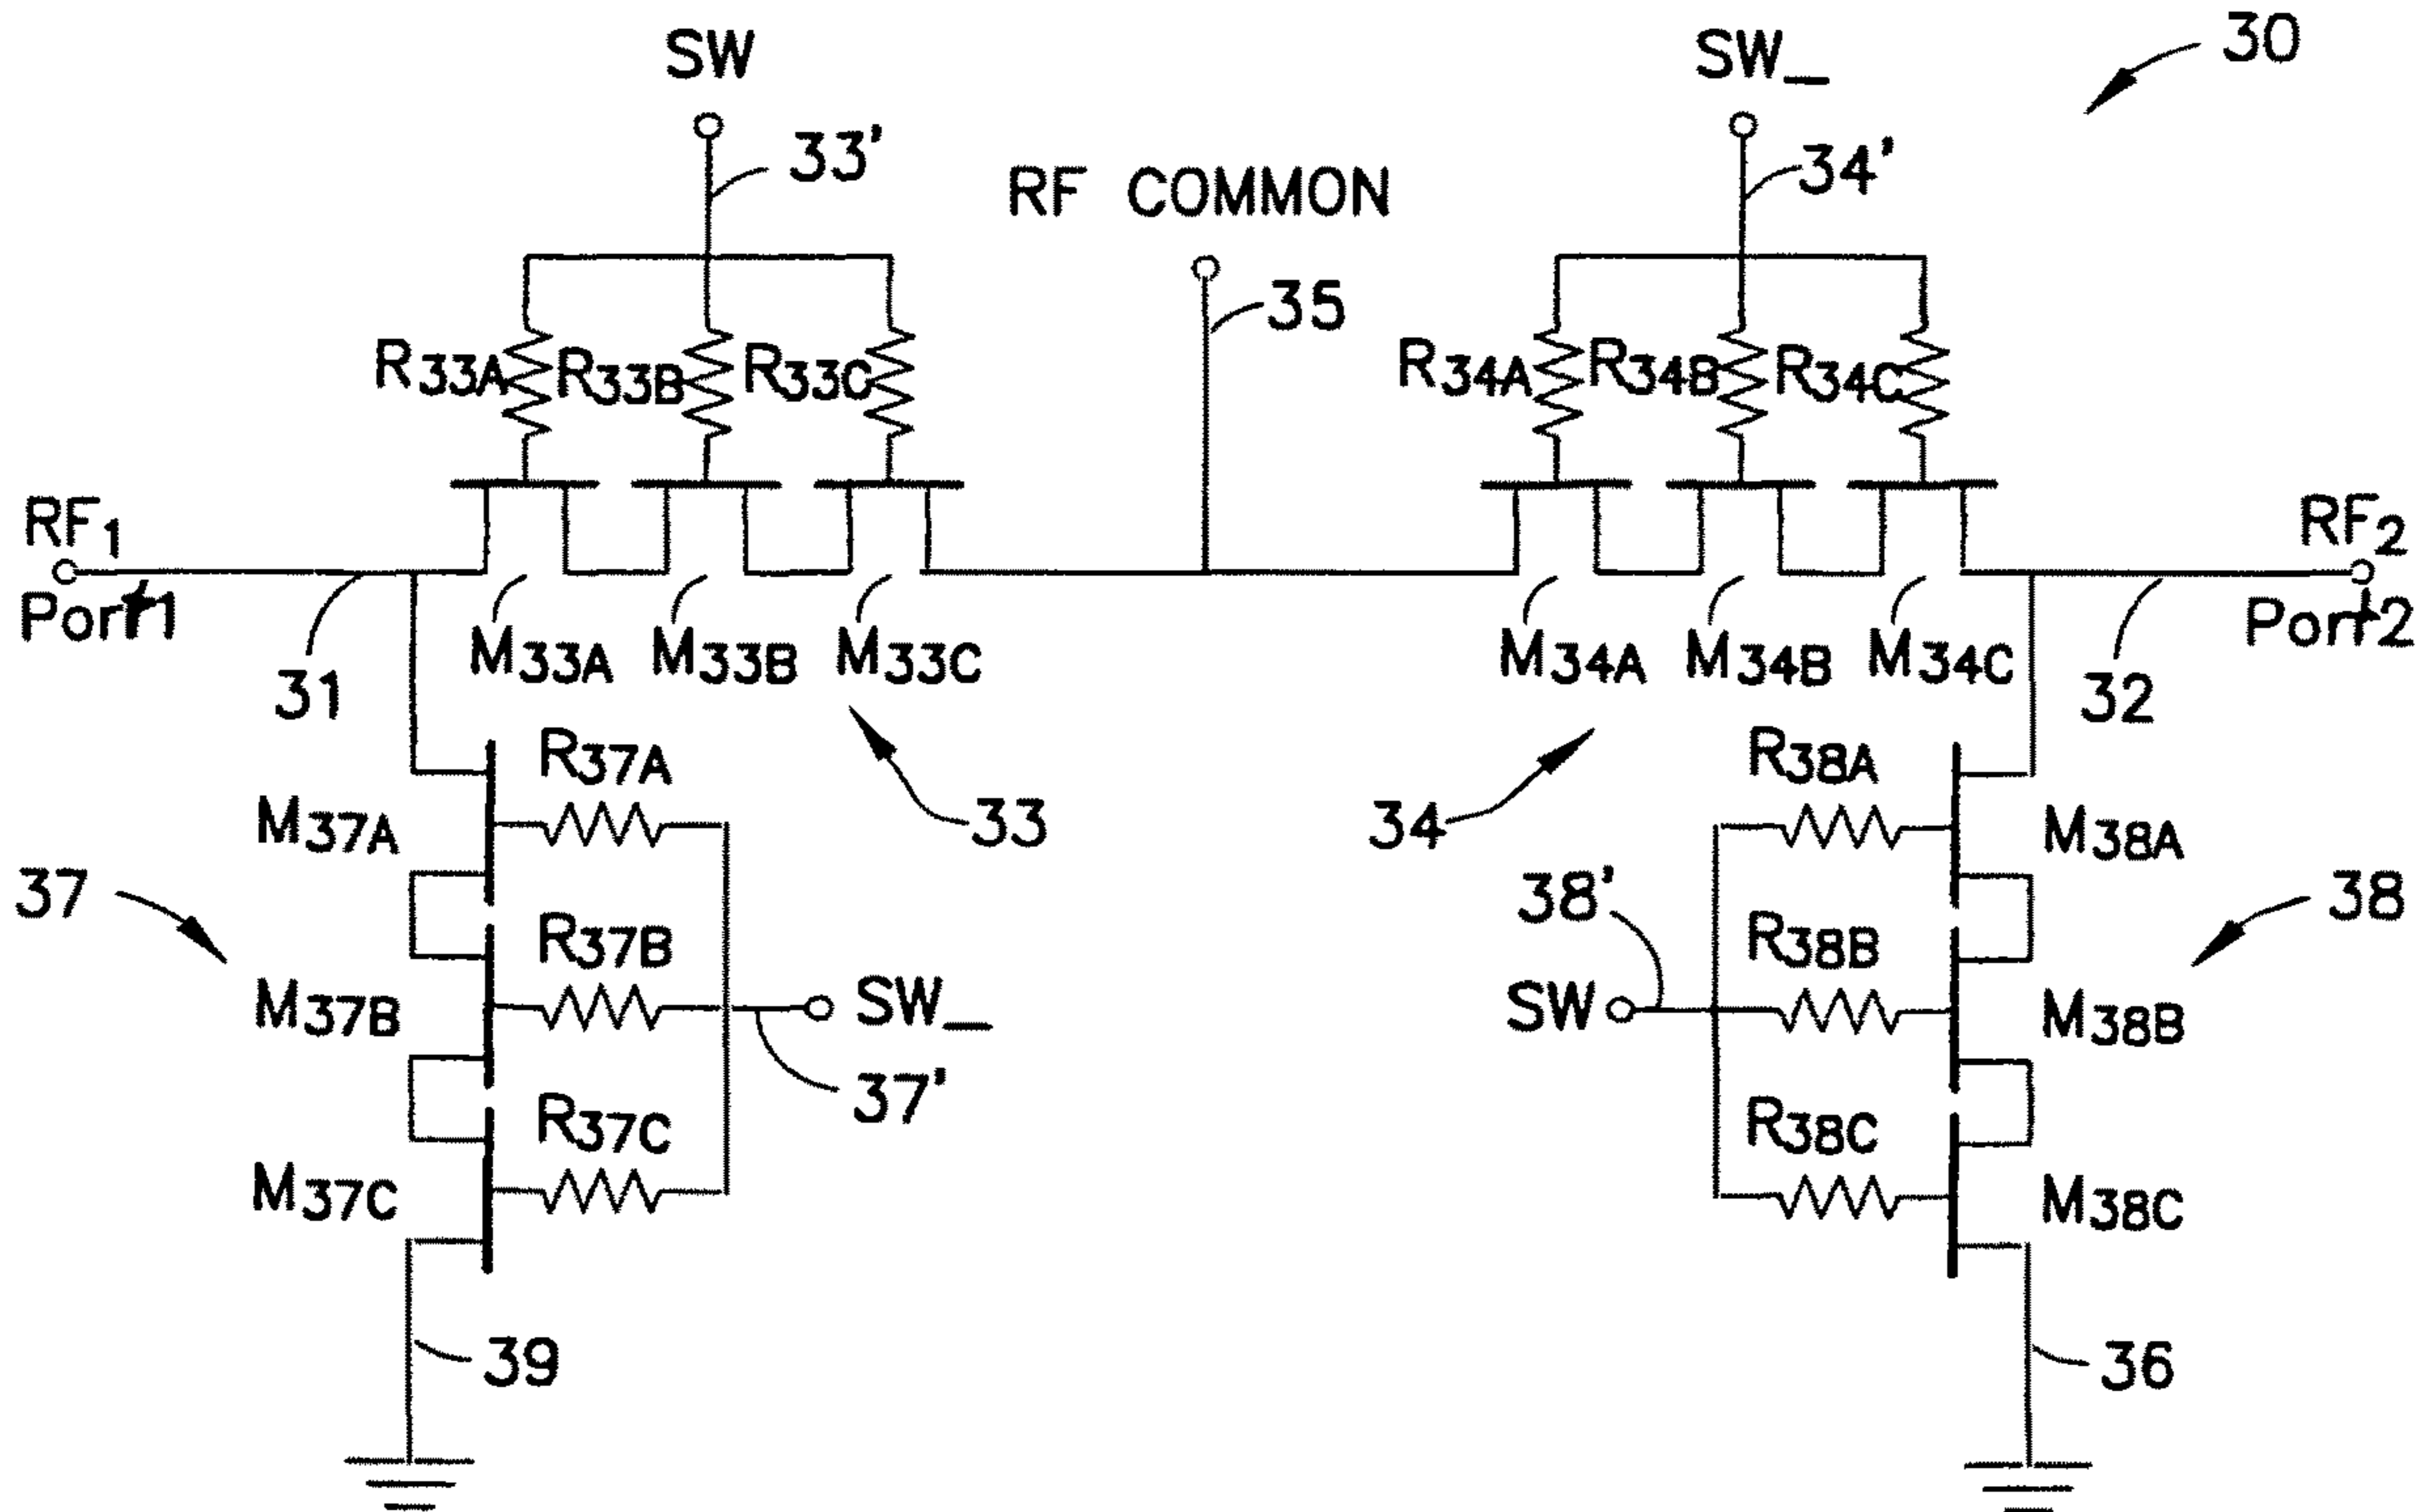 SW
SW_
30
33'
34'
RF COMMON
35
R33A
R33B
R33C
R34A
R34B
R34C
RF1
Port1
RF2
Port2
31
M33A
M33B
M33C
M34A
M34B
M34C
32
33
34
37
M37A
M37B
M37C
R37A
R37B
R37C
SW_
37'
39
38'
SW
R38A
R38B
R38C
M38A
M38B
M38C
38
36